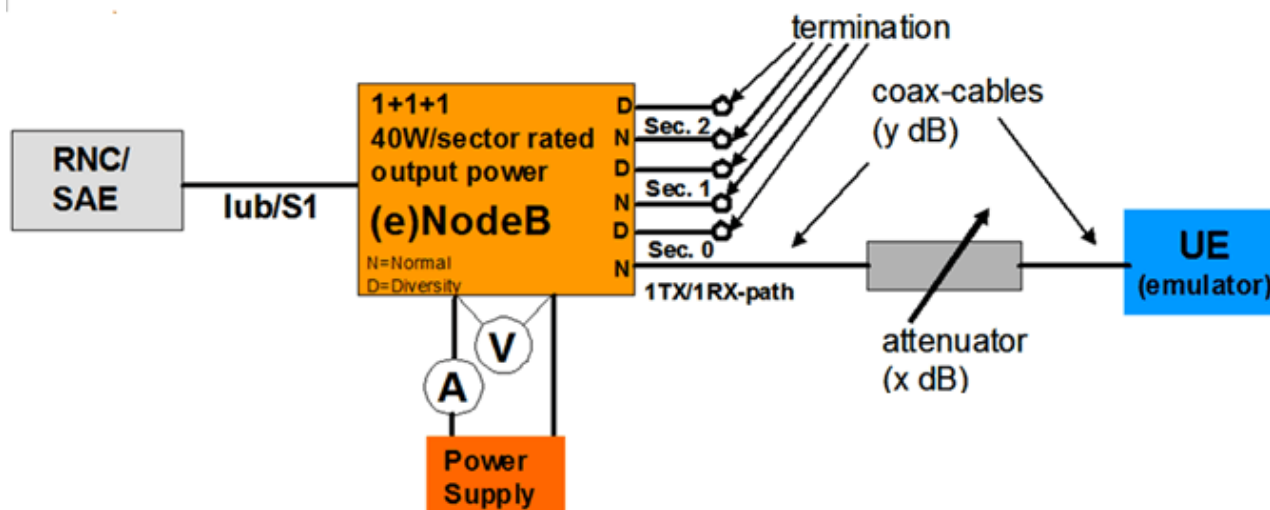 termination
1+1+1
40W/sector rated
output power
(e)NodeB
N=Normal
D=Diversity
D
Sec. 2
N
D
Sec. 1
N
D
Sec. 0
N
1TX/1RX-path
RNC/
SAE
Iub/S1
coax-cables
(y dB)
UE
(emulator)
attenuator
(x dB)
V
A
Power
Supply